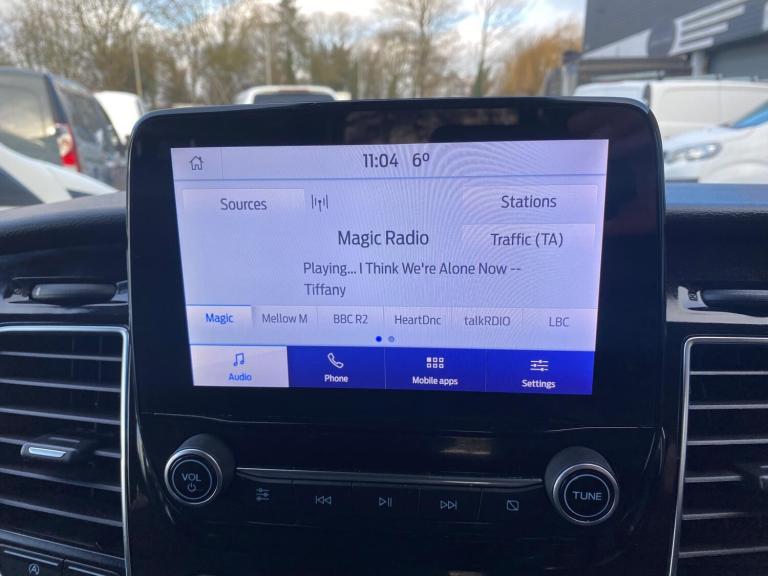 11:04 6°
Sources
Stations
Magic Radio
Traffic (TA)
Playing... I Think We're Alone Now --
Tiffany
Magic
Mellow M
BBC R2
HeartDnc
talkRDIO
LBC
Audio
Phone
Mobile apps
Settings
VOL
TUNE
A